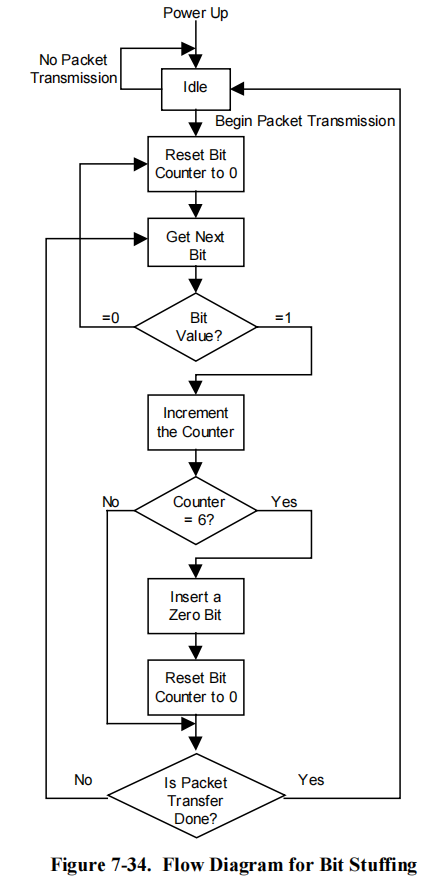 Power Up
No Packet
Transmission
Idle
Begin Packet Transmission
Reset Bit
Counter to 0
Get Next
Bit
=0
Bit
Value?
=1
Increment
the Counter
No
Counter
= 6?
Yes
Insert a
Zero Bit
Reset Bit
Counter to 0
No
Is Packet
Transfer
Done?
Yes
Figure 7-34. Flow Diagram for Bit Stuffing